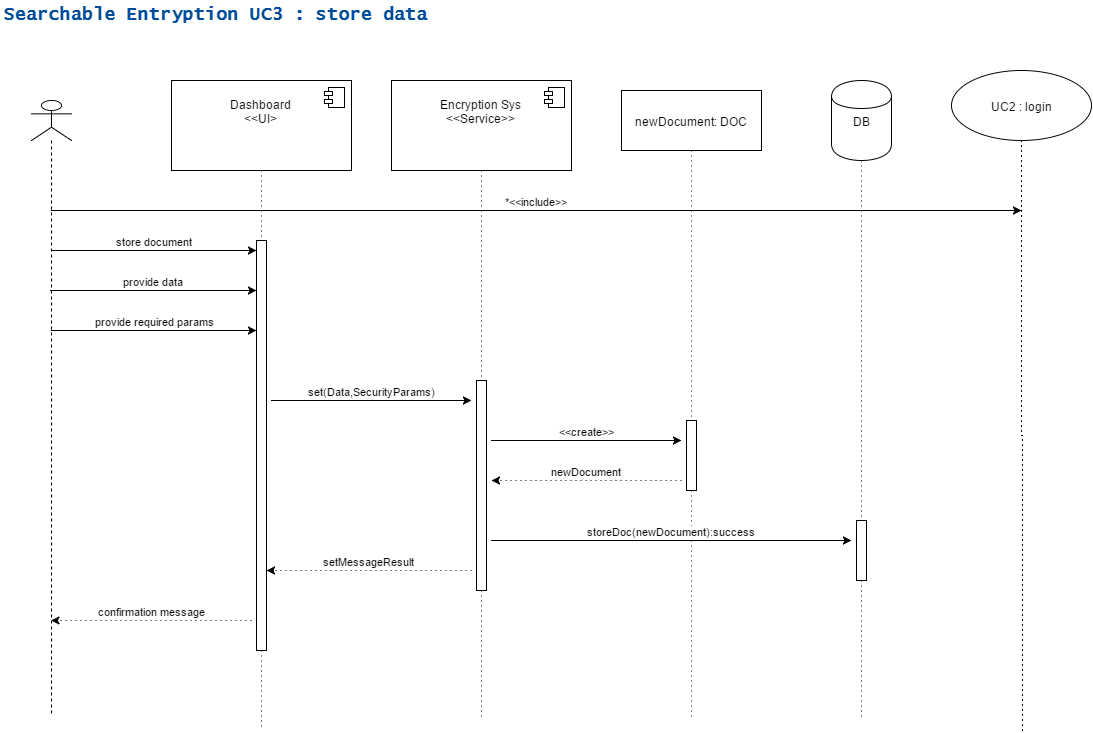 Searchable Entryption UC3 : store data
Dashboard
<<UI>
Encryption Sys
<<Service>>
newDocument: DOC
DB
UC2 : login
*<<include>>
store document
provide data
provide required params
set(Data,SecurityParams)
<<create>>
newDocument
storeDoc(newDocument):success
setMessageResult
confirmation message